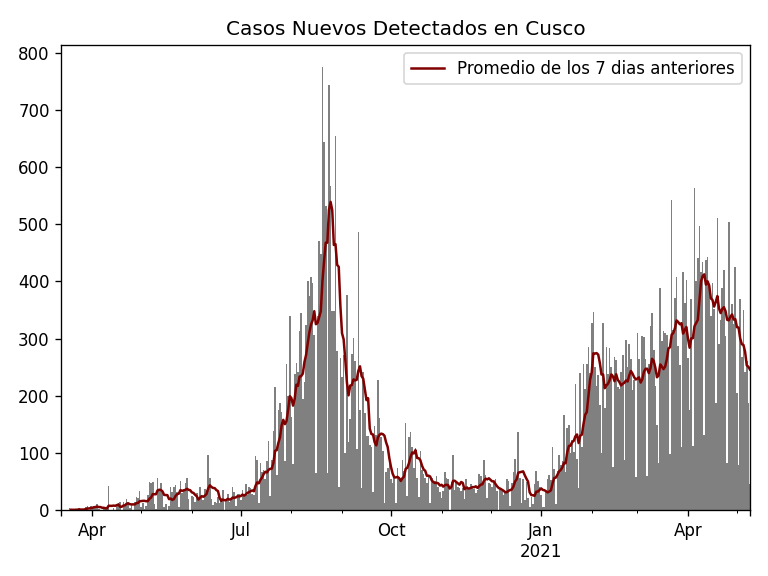 Casos Nuevos Detectados en Cusco
Promedio de los 7 dias anteriores
800
700
600
500
400
300
200
100
0
Apr
Jul
Oct
Jan
2021
Apr